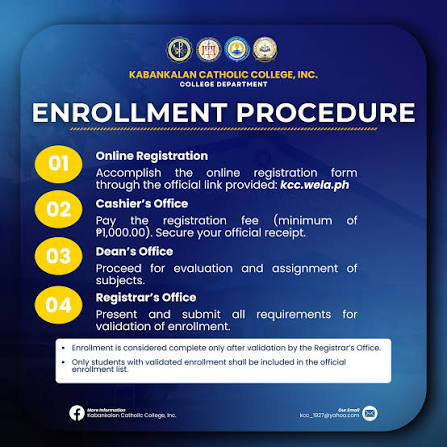 KABANKALAN CATHOLIC COLLEGE, INC.
COLLEGE DEPARTMENT
ENROLLMENT PROCEDURE
01
Online Registration
Accomplish the online registration form
through the official link provided: kcc.wela.ph
02
Cashier's Office
Pay the registration fee (minimum of
₱1,000.00). Secure your official receipt.
03
Dean's Office
Proceed for evaluation and assignment of
subjects.
04
Registrar's Office
Present and submit all requirements for
validation of enrollment.
• Enrollment is considered complete only after validation by the Registrar's Office.
• Only students with validated enrollment shall be included in the official
enrollment list.
More Information
Kabankalan Catholic College, Inc.
Our Email
kcc_1927@yahoo.com